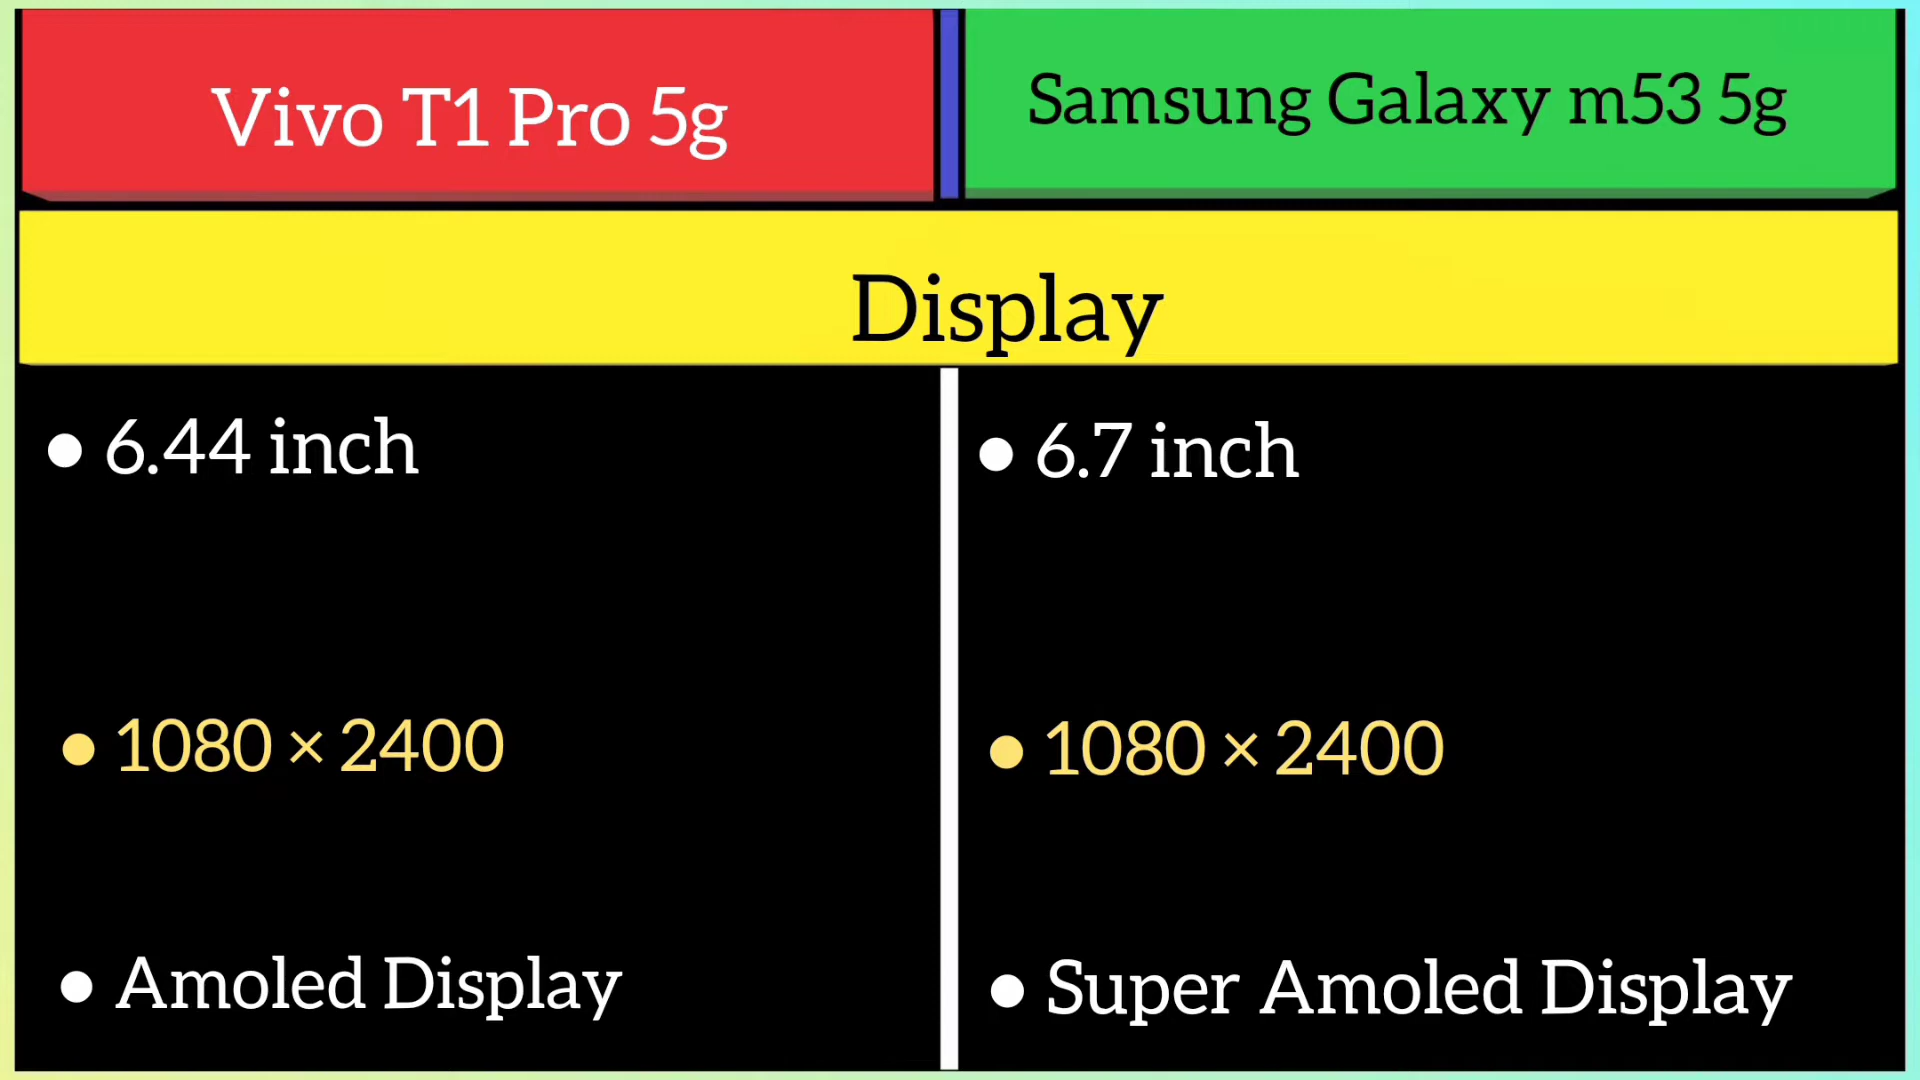 Vivo T1 Pro 5g
Samsung Galaxy m53 5g
Display
● 6.44 inch
● 6.7 inch
● 1080 × 2400
● 1080 × 2400
● Amoled Display
● Super Amoled Display